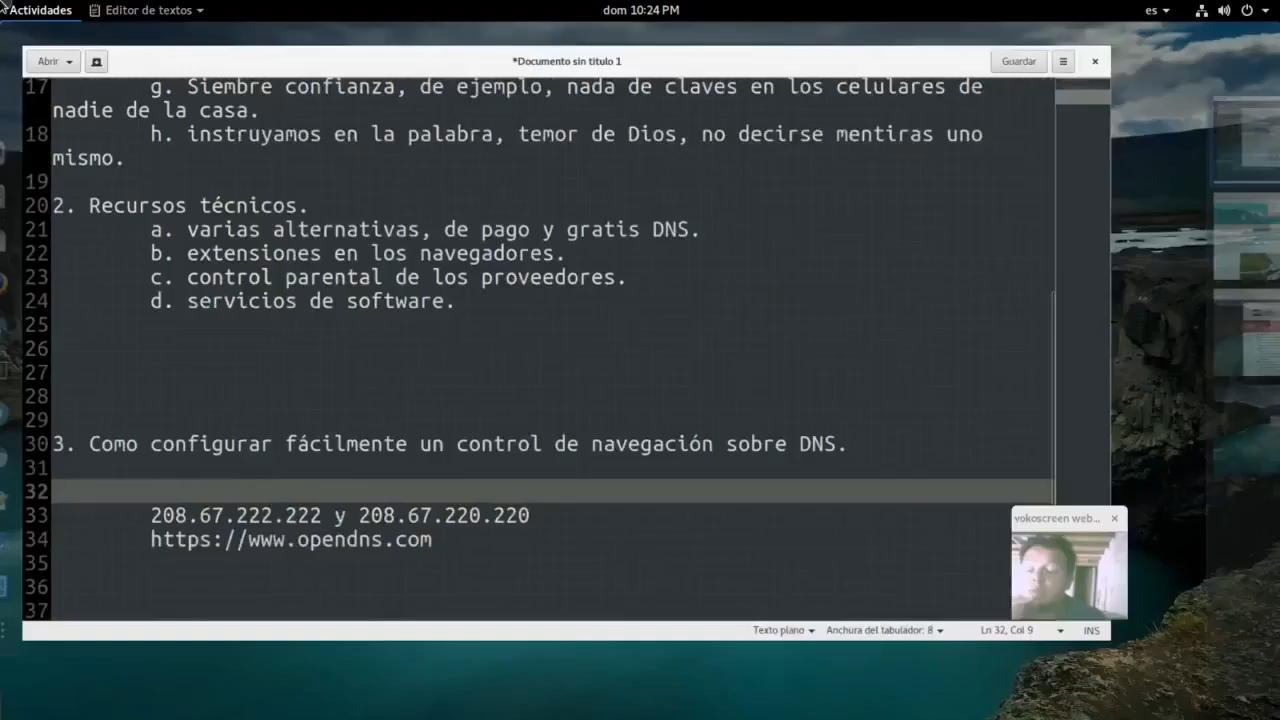 Actividades
Editor de textos
dom 10:24 PM
es
Abrir
*Documento sin título 1
Guardar
17 g. Siembre confianza, de ejemplo, nada de claves en los celulares de
nadie de la casa.
18 h. instruyamos en la palabra, temor de Dios, no decirse mentiras uno
mismo.
19
20 2. Recursos técnicos.
21 a. varias alternativas, de pago y gratis DNS.
22 b. extensiones en los navegadores.
23 c. control parental de los proveedores.
24 d. servicios de software.
25
26
27
28
29
30 3. Como configurar fácilmente un control de navegación sobre DNS.
31
32
33 208.67.222.222 y 208.67.220.220
34 https://www.opendns.com
35
36
37
vokoscreen web...
Texto plano
Anchura del tabulador: 8
Ln 32, Col 9
INS